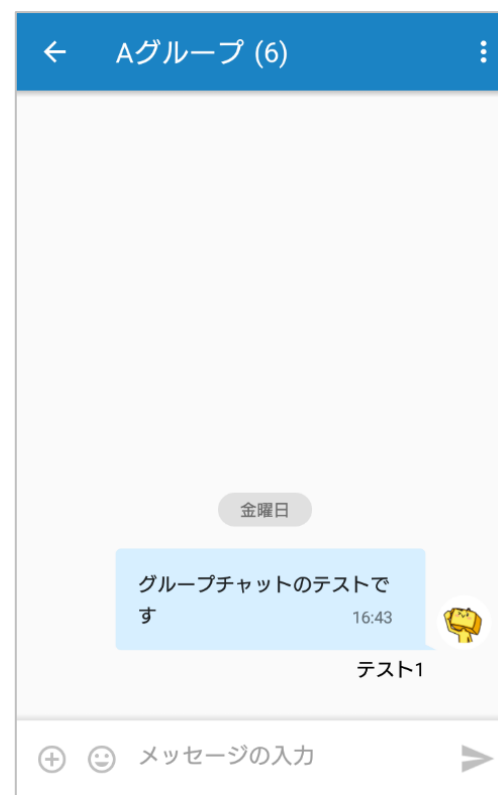 Aグループ (6)
金曜日
グループチャットのテストで
す
16:43
テスト1
メッセージの入力